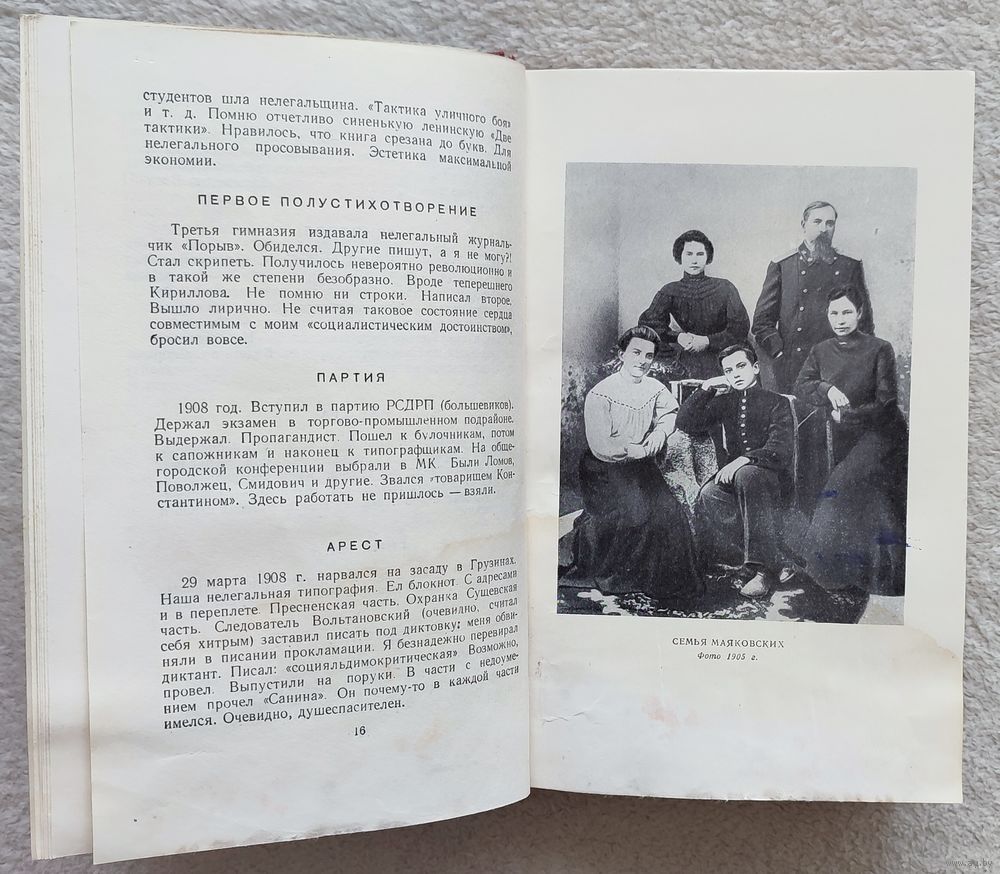 студентов шла нелегальщина. «Тактика уличного боя»
и т. д. Помню отчетливо синенькую ленинскую «Две
тактики». Нравилось, что книга срезана до букв. Для
нелегального просовывания. Эстетика максимальной
экономии.
ПЕРВОЕ ПОЛУСТИХОТВОРЕНИЕ
Третья гимназия издавала нелегальный журналь-
чик «Порыв». Обиделся. Другие пишут, а я не могу?!
Стал скрипеть. Получилось невероятно революционно и
в такой же степени безобразно. Вроде теперешнего
Кириллова. Не помню ни строки. Написал второе.
Вышло лирично. Не считая таковое состояние сердца
совместимым с моим «социалистическим достоинством»,
бросил вовсе.
ПАРТИЯ
1908 год. Вступил в партию РСДРП (большевиков).
Держал экзамен в торгово-промышленном подрайоне.
Выдержал. Пропагандист. Пошел к булочникам, потом
к сапожникам и наконец к типографщикам. На обще-
городской конференции выбрали в МК. Были Ломов,
Поволжец, Смидович и другие. Звался «товарищем Кон-
стантином». Здесь работать не пришлось — взяли.
АРЕСТ
29 марта 1908 г. нарвался на засаду в Грузинах.
Наша нелегальная типография. Ел блокнот. С адресами
и в переплете. Пресненская часть. Охранка. Сущевская
часть. Следователь Вольтановский (очевидно, считал
себя хитрым) заставил писать под диктовку: меня обви-
няли в писании прокламации. Я безнадежно перевирал
диктант. Писал: «социяльдимокритическая». Возможно,
провел. Выпустили на поруки. В части с недоуме-
нием прочел «Санина». Он почему-то в каждой части
имелся. Очевидно, душеспасителен.
16
СЕМЬЯ МАЯКОВСКИХ
Фото 1905 г.
www.ay.by